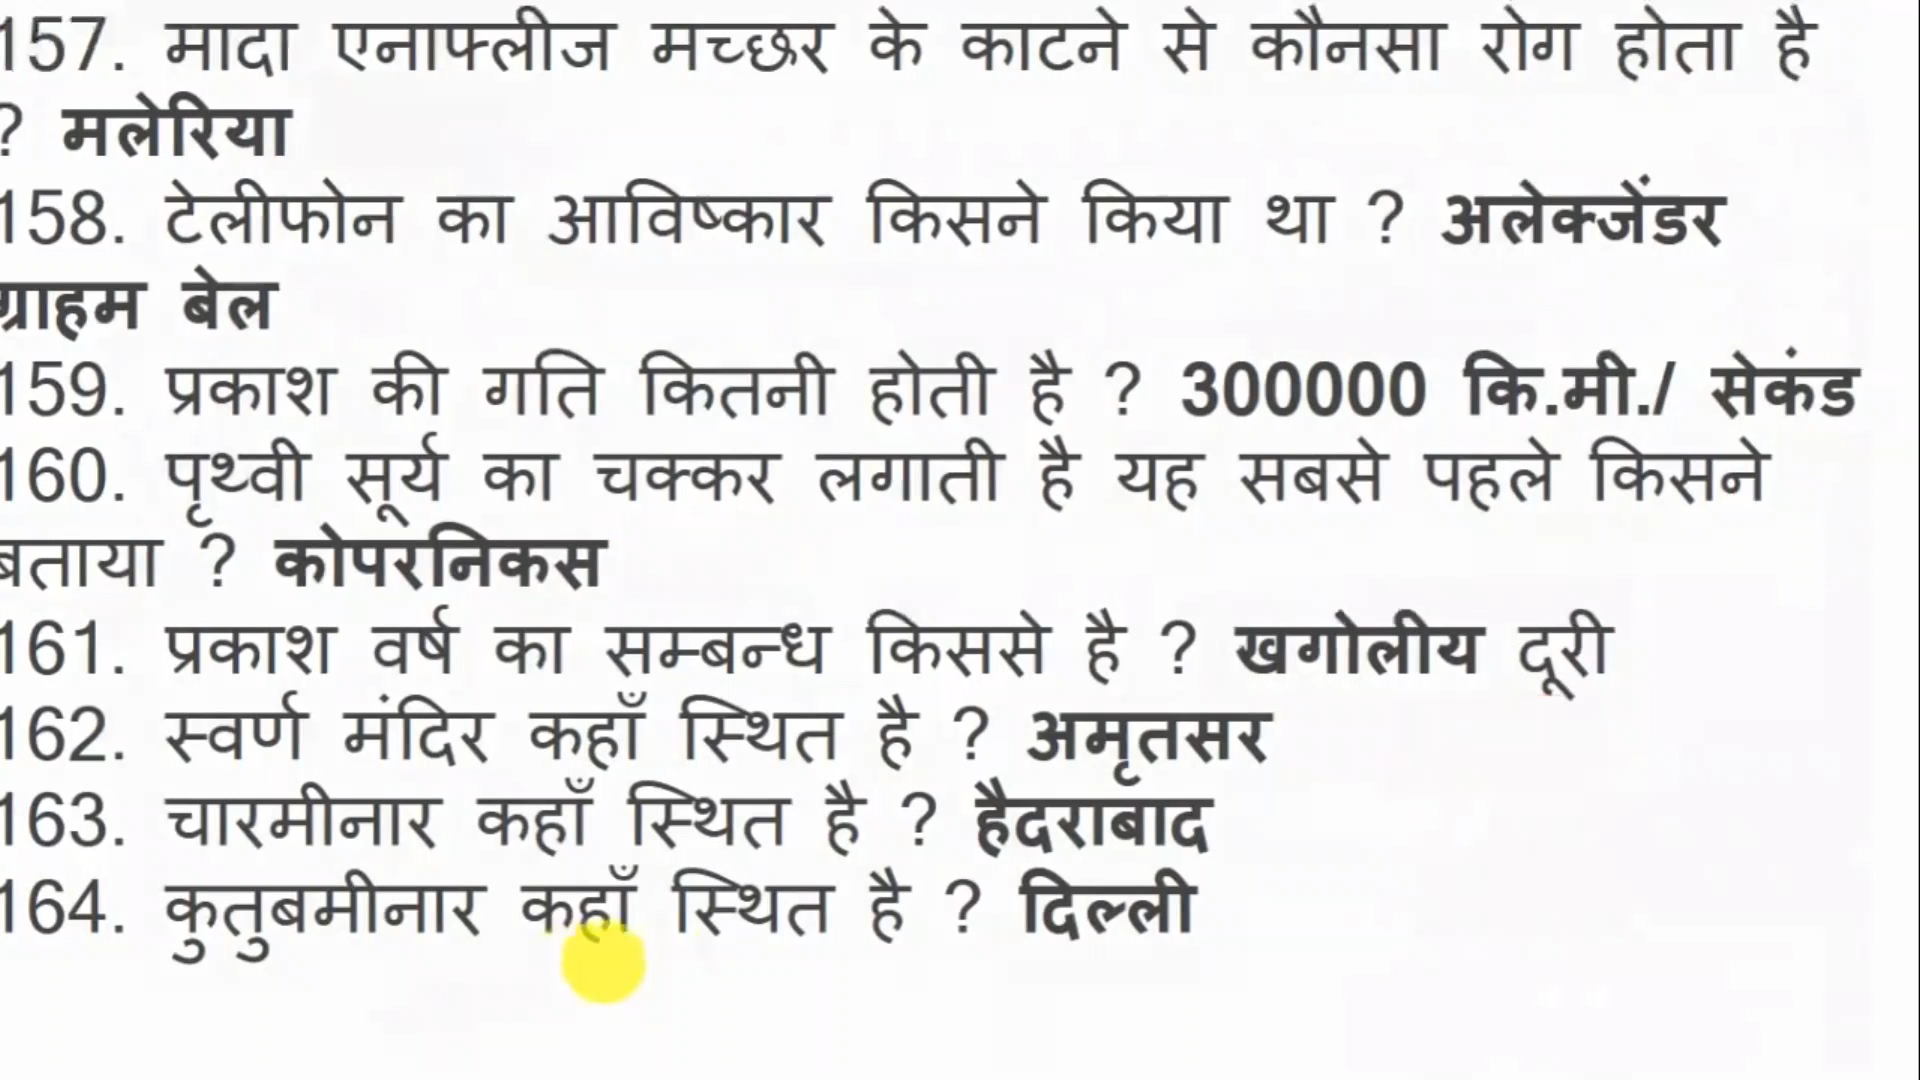 157. मादा एनाफ्लीज मच्छर के काटने से कौनसा रोग होता है
? मलेरिया
158. टेलीफोन का आविष्कार किसने किया था ? अलेक्जेंडर
ग्राहम बेल
159. प्रकाश की गति कितनी होती है ? 300000 कि.मी./ सेकंड
160. पृथ्वी सूर्य का चक्कर लगाती है यह सबसे पहले किसने
बताया ? कोपरनिकस
161. प्रकाश वर्ष का सम्बन्ध किससे है ? खगोलीय दूरी
162. स्वर्ण मंदिर कहाँ स्थित है ? अमृतसर
163. चारमीनार कहाँ स्थित है ? हैदराबाद
164. कुतुबमीनार कहाँ स्थित है ? दिल्ली